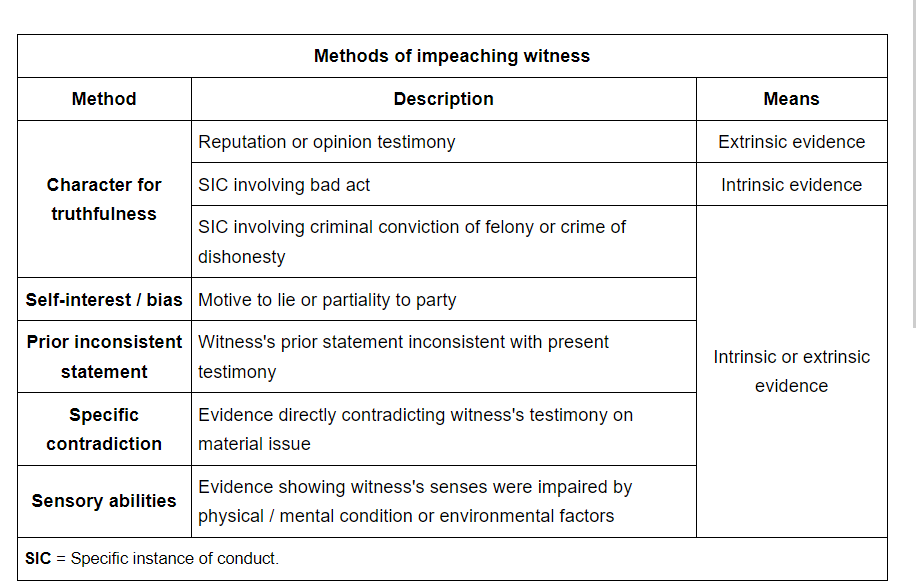 Methods of impeaching witness
Method Description Means
Character for
truthfulness
Reputation or opinion testimony
Extrinsic evidence
SIC involving bad act
Intrinsic evidence
SIC involving criminal conviction of felony or crime of
dishonesty
Self-interest / bias
Motive to lie or partiality to party
Prior inconsistent
statement
Witness's prior statement inconsistent with present
testimony
Specific
contradiction
Evidence directly contradicting witness's testimony on
material issue
Sensory abilities
Evidence showing witness's senses were impaired by
physical / mental condition or environmental factors
Intrinsic or extrinsic
evidence
SIC = Specific instance of conduct.